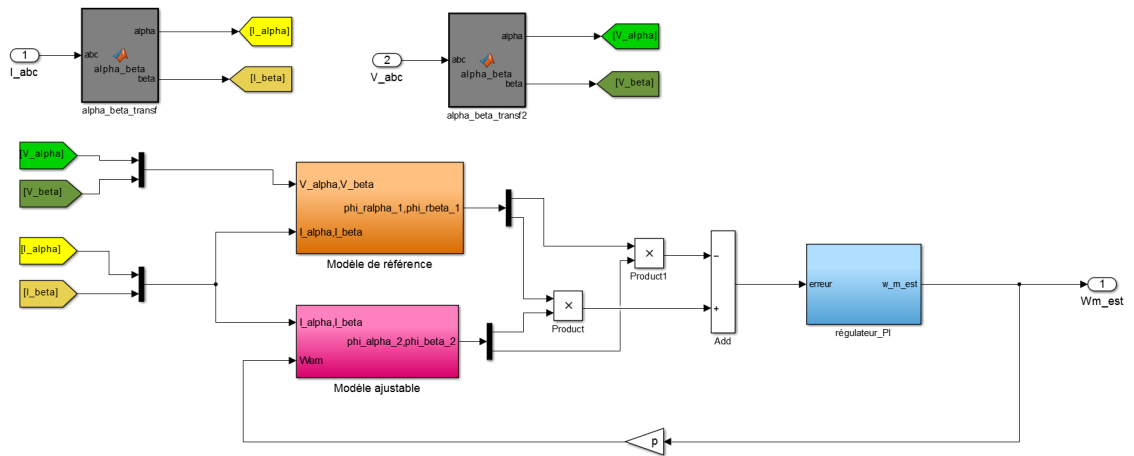 1
I_abc
abc
alpha
alpha_beta
beta
alpha_beta_transf
[I_alpha]
[I_beta]
2
V_abc
abc
alpha
alpha_beta
beta
alpha_beta_transf2
[V_alpha]
[V_beta]
[V_alpha]
[V_beta]
[I_alpha]
[I_beta]
V_alpha,V_beta
phi_ralpha_1,phi_rbeta_1
I_alpha,I_beta
Modèle de référence
I_alpha,I_beta
phi_alpha_2,phi_beta_2
Wem
Modèle ajustable
×
Product1
×
Product
−
+
Add
erreur
w_m_est
régulateur_PI
1
Wm_est
p